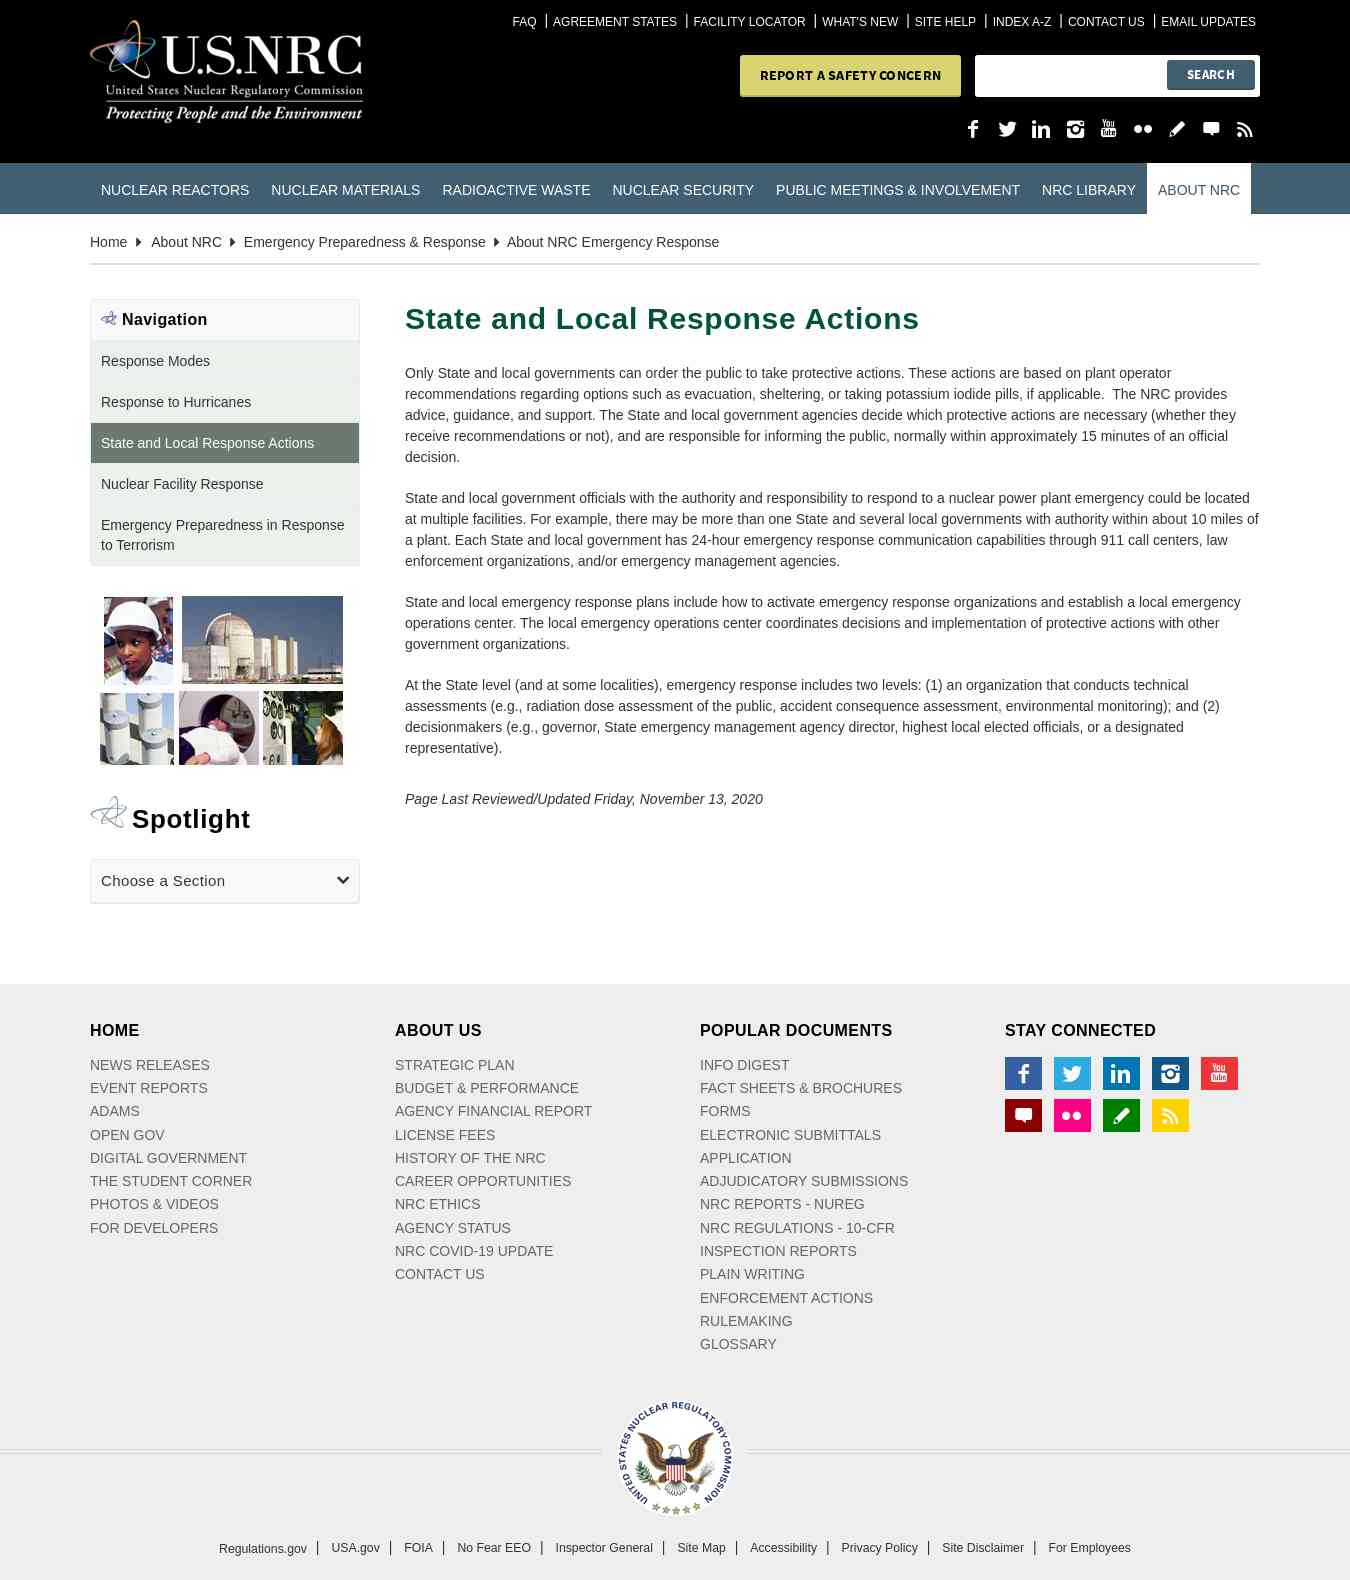 FAQ | AGREEMENT STATES | FACILITY LOCATOR | WHAT'S NEW | SITE HELP | INDEX A-Z | CONTACT US | EMAIL UPDATES
U.S.NRC
United States Nuclear Regulatory Commission
Protecting People and the Environment
REPORT A SAFETY CONCERN
SEARCH
You Tube
NUCLEAR REACTORS NUCLEAR MATERIALS RADIOACTIVE WASTE NUCLEAR SECURITY PUBLIC MEETINGS & INVOLVEMENT NRC LIBRARY ABOUT NRC
Home About NRC Emergency Preparedness & Response About NRC Emergency Response
Navigation
Response Modes
Response to Hurricanes
State and Local Response Actions
Nuclear Facility Response
Emergency Preparedness in Response
to Terrorism
Spotlight
Choose a Section
State and Local Response Actions
Only State and local governments can order the public to take protective actions. These actions are based on plant operator
recommendations regarding options such as evacuation, sheltering, or taking potassium iodide pills, if applicable.  The NRC provides
advice, guidance, and support. The State and local government agencies decide which protective actions are necessary (whether they
receive recommendations or not), and are responsible for informing the public, normally within approximately 15 minutes of an official
decision.
State and local government officials with the authority and responsibility to respond to a nuclear power plant emergency could be located
at multiple facilities. For example, there may be more than one State and several local governments with authority within about 10 miles of
a plant. Each State and local government has 24-hour emergency response communication capabilities through 911 call centers, law
enforcement organizations, and/or emergency management agencies.
State and local emergency response plans include how to activate emergency response organizations and establish a local emergency
operations center. The local emergency operations center coordinates decisions and implementation of protective actions with other
government organizations.
At the State level (and at some localities), emergency response includes two levels: (1) an organization that conducts technical
assessments (e.g., radiation dose assessment of the public, accident consequence assessment, environmental monitoring); and (2)
decisionmakers (e.g., governor, State emergency management agency director, highest local elected officials, or a designated
representative).
Page Last Reviewed/Updated Friday, November 13, 2020
HOME
NEWS RELEASES
EVENT REPORTS
ADAMS
OPEN GOV
DIGITAL GOVERNMENT
THE STUDENT CORNER
PHOTOS & VIDEOS
FOR DEVELOPERS
ABOUT US
STRATEGIC PLAN
BUDGET & PERFORMANCE
AGENCY FINANCIAL REPORT
LICENSE FEES
HISTORY OF THE NRC
CAREER OPPORTUNITIES
NRC ETHICS
AGENCY STATUS
NRC COVID-19 UPDATE
CONTACT US
POPULAR DOCUMENTS
INFO DIGEST
FACT SHEETS & BROCHURES
FORMS
ELECTRONIC SUBMITTALS
APPLICATION
ADJUDICATORY SUBMISSIONS
NRC REPORTS - NUREG
NRC REGULATIONS - 10-CFR
INSPECTION REPORTS
PLAIN WRITING
ENFORCEMENT ACTIONS
RULEMAKING
GLOSSARY
STAY CONNECTED
You Tube
UNITED STATES NUCLEAR REGULATORY COMMISSION
Regulations.gov | USA.gov | FOIA | No Fear EEO | Inspector General | Site Map | Accessibility | Privacy Policy | Site Disclaimer | For Employees